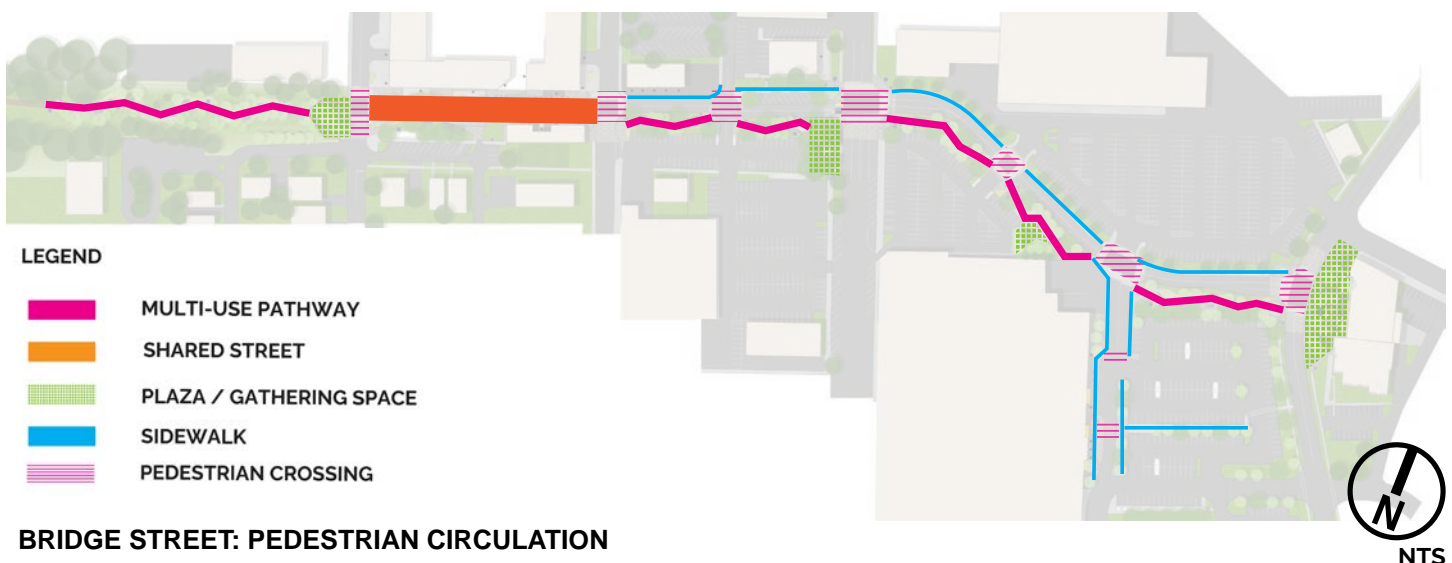 LEGEND
MULTI-USE PATHWAY
SHARED STREET
PLAZA / GATHERING SPACE
SIDEWALK
PEDESTRIAN CROSSING
BRIDGE STREET: PEDESTRIAN CIRCULATION
N
NTS